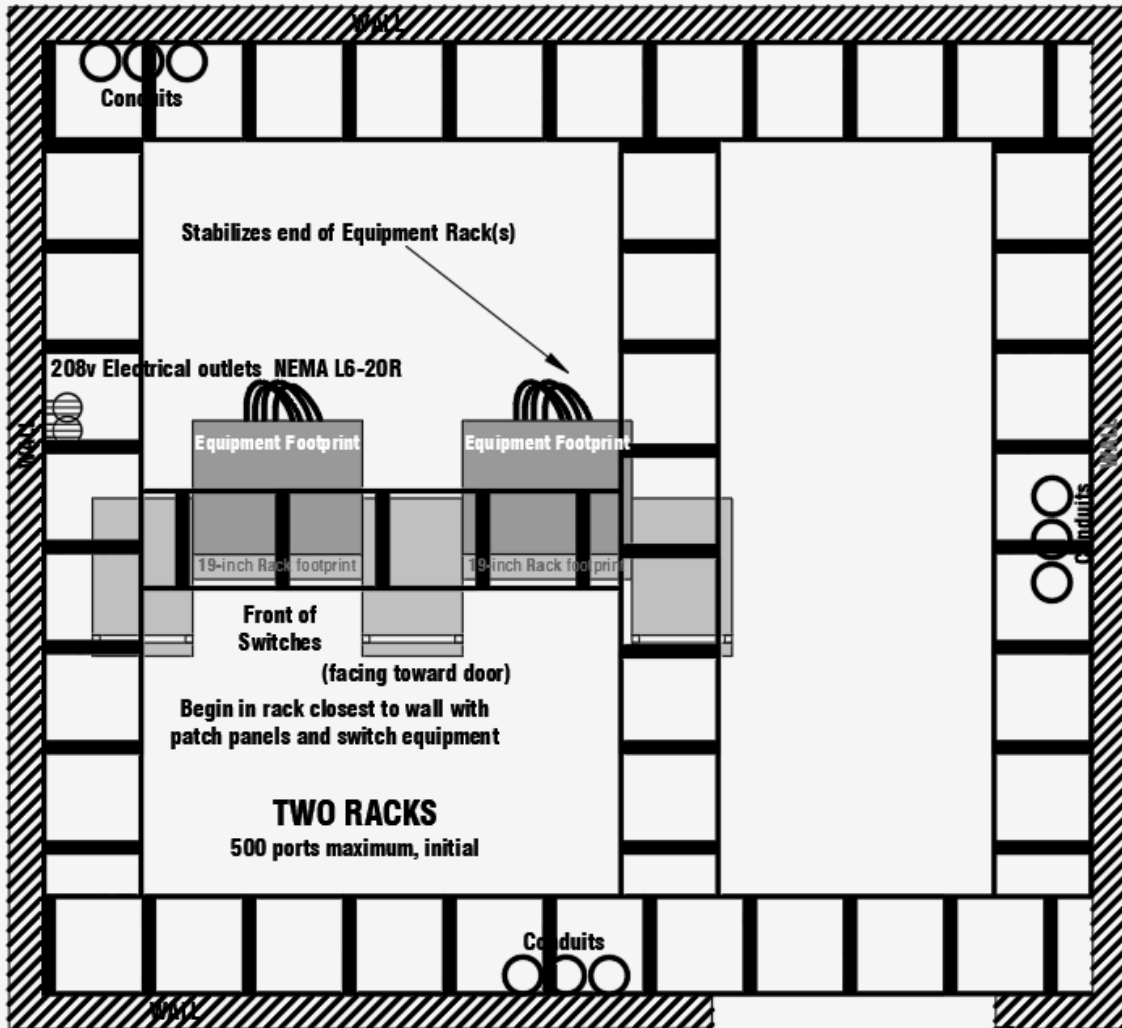 WALL
Conduits
Stabilizes end of Equipment Rack(s)
208v Electrical outlets  NEMA L6-20R
WALL
WALL
Equipment Footprint
Equipment Footprint
Conduits
19-inch Rack footprint
19-inch Rack footprint
Front of
Switches
(facing toward door)
Begin in rack closest to wall with
patch panels and switch equipment
TWO RACKS
500 ports maximum, initial
Conduits
WALL